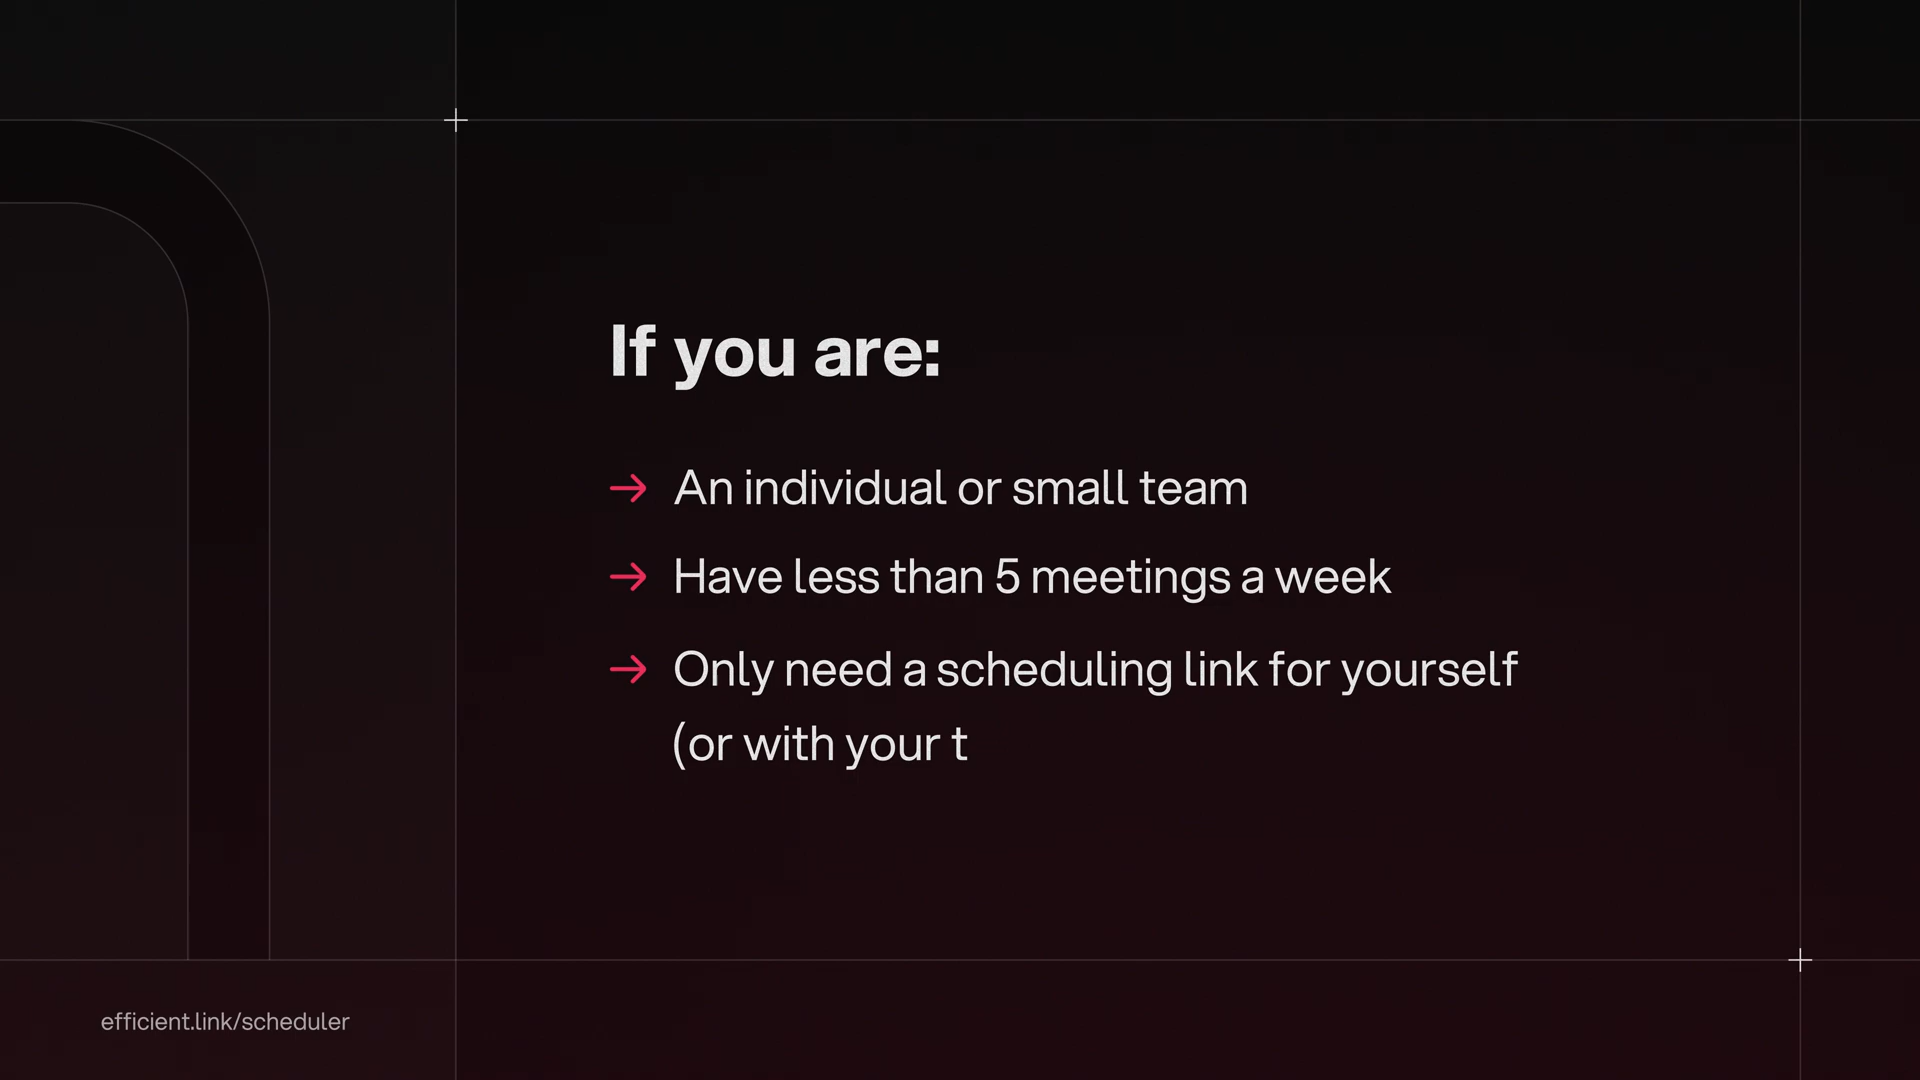 If you are:
→ An individual or small team
→ Have less than 5 meetings a week
→ Only need a scheduling link for yourself
(or with your t
efficient.link/scheduler